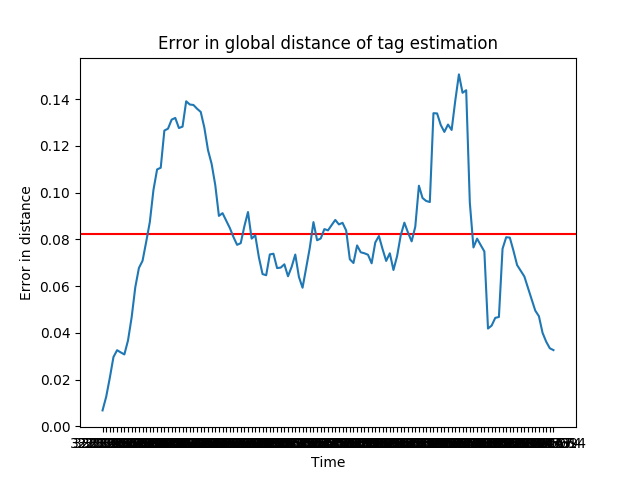 Error in global distance of tag estimation
Error in distance
0.14
0.12
0.10
0.08
0.06
0.04
0.02
0.00
Time